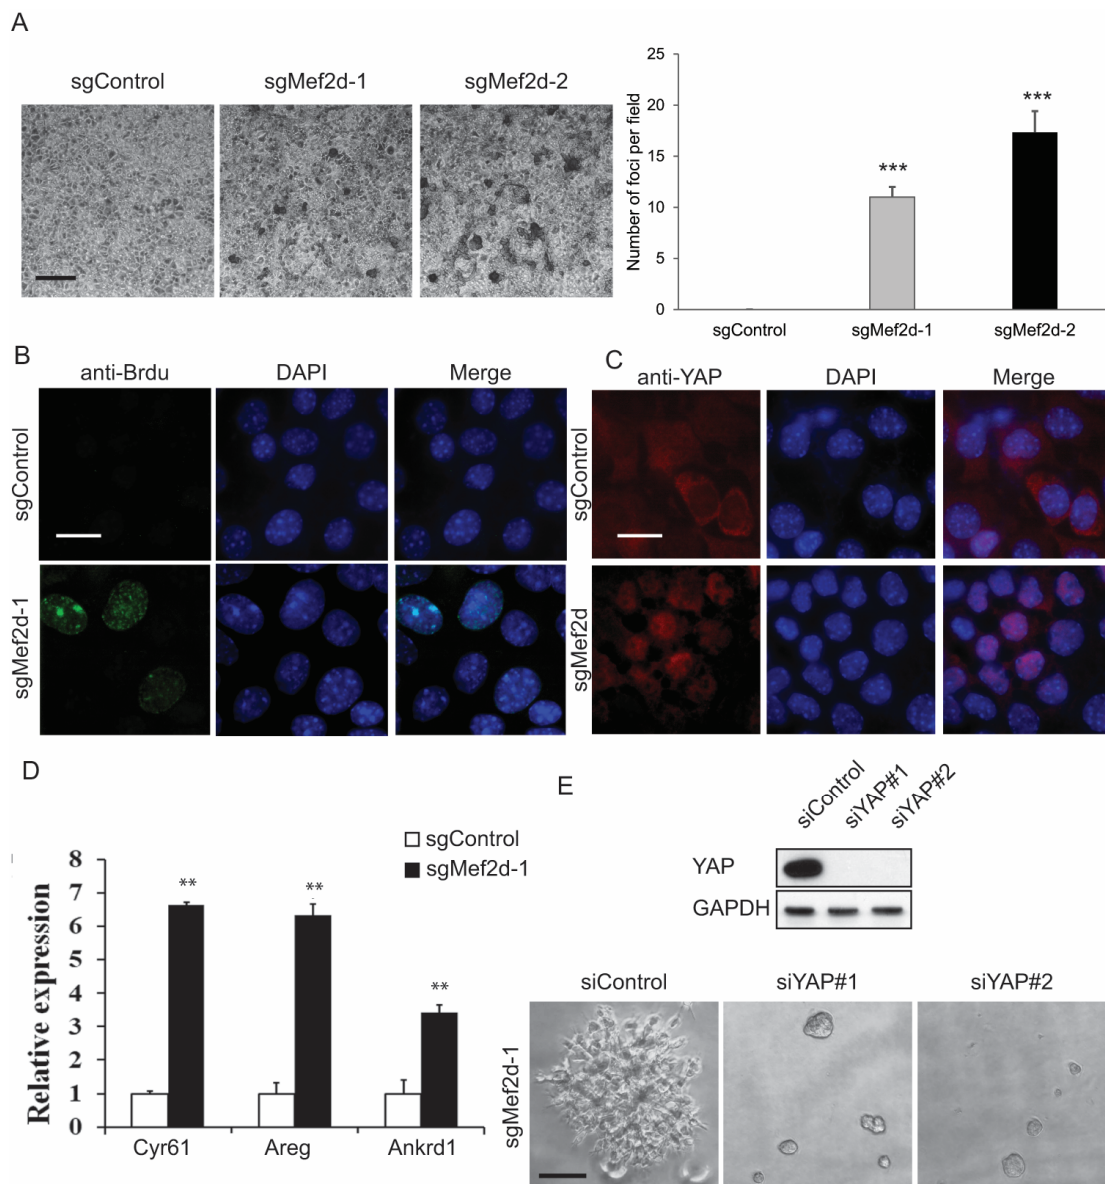 A
sgControl
sgMef2d-1
sgMef2d-2
Number of foci per field
25
20
15
10
5
0
***
***
sgControl
sgMef2d-1
sgMef2d-2
B
anti-Brdu
DAPI
Merge
sgControl
sgMef2d-1
C
anti-YAP
DAPI
Merge
sgControl
sgMef2d
D
sgControl
sgMef2d-1
Relative expression
8
7
6
5
4
3
2
1
0
**
**
**
Cyr61
Areg
Ankrd1
E
siControl
siYAP#1
siYAP#2
YAP
GAPDH
siControl
siYAP#1
siYAP#2
sgMef2d-1